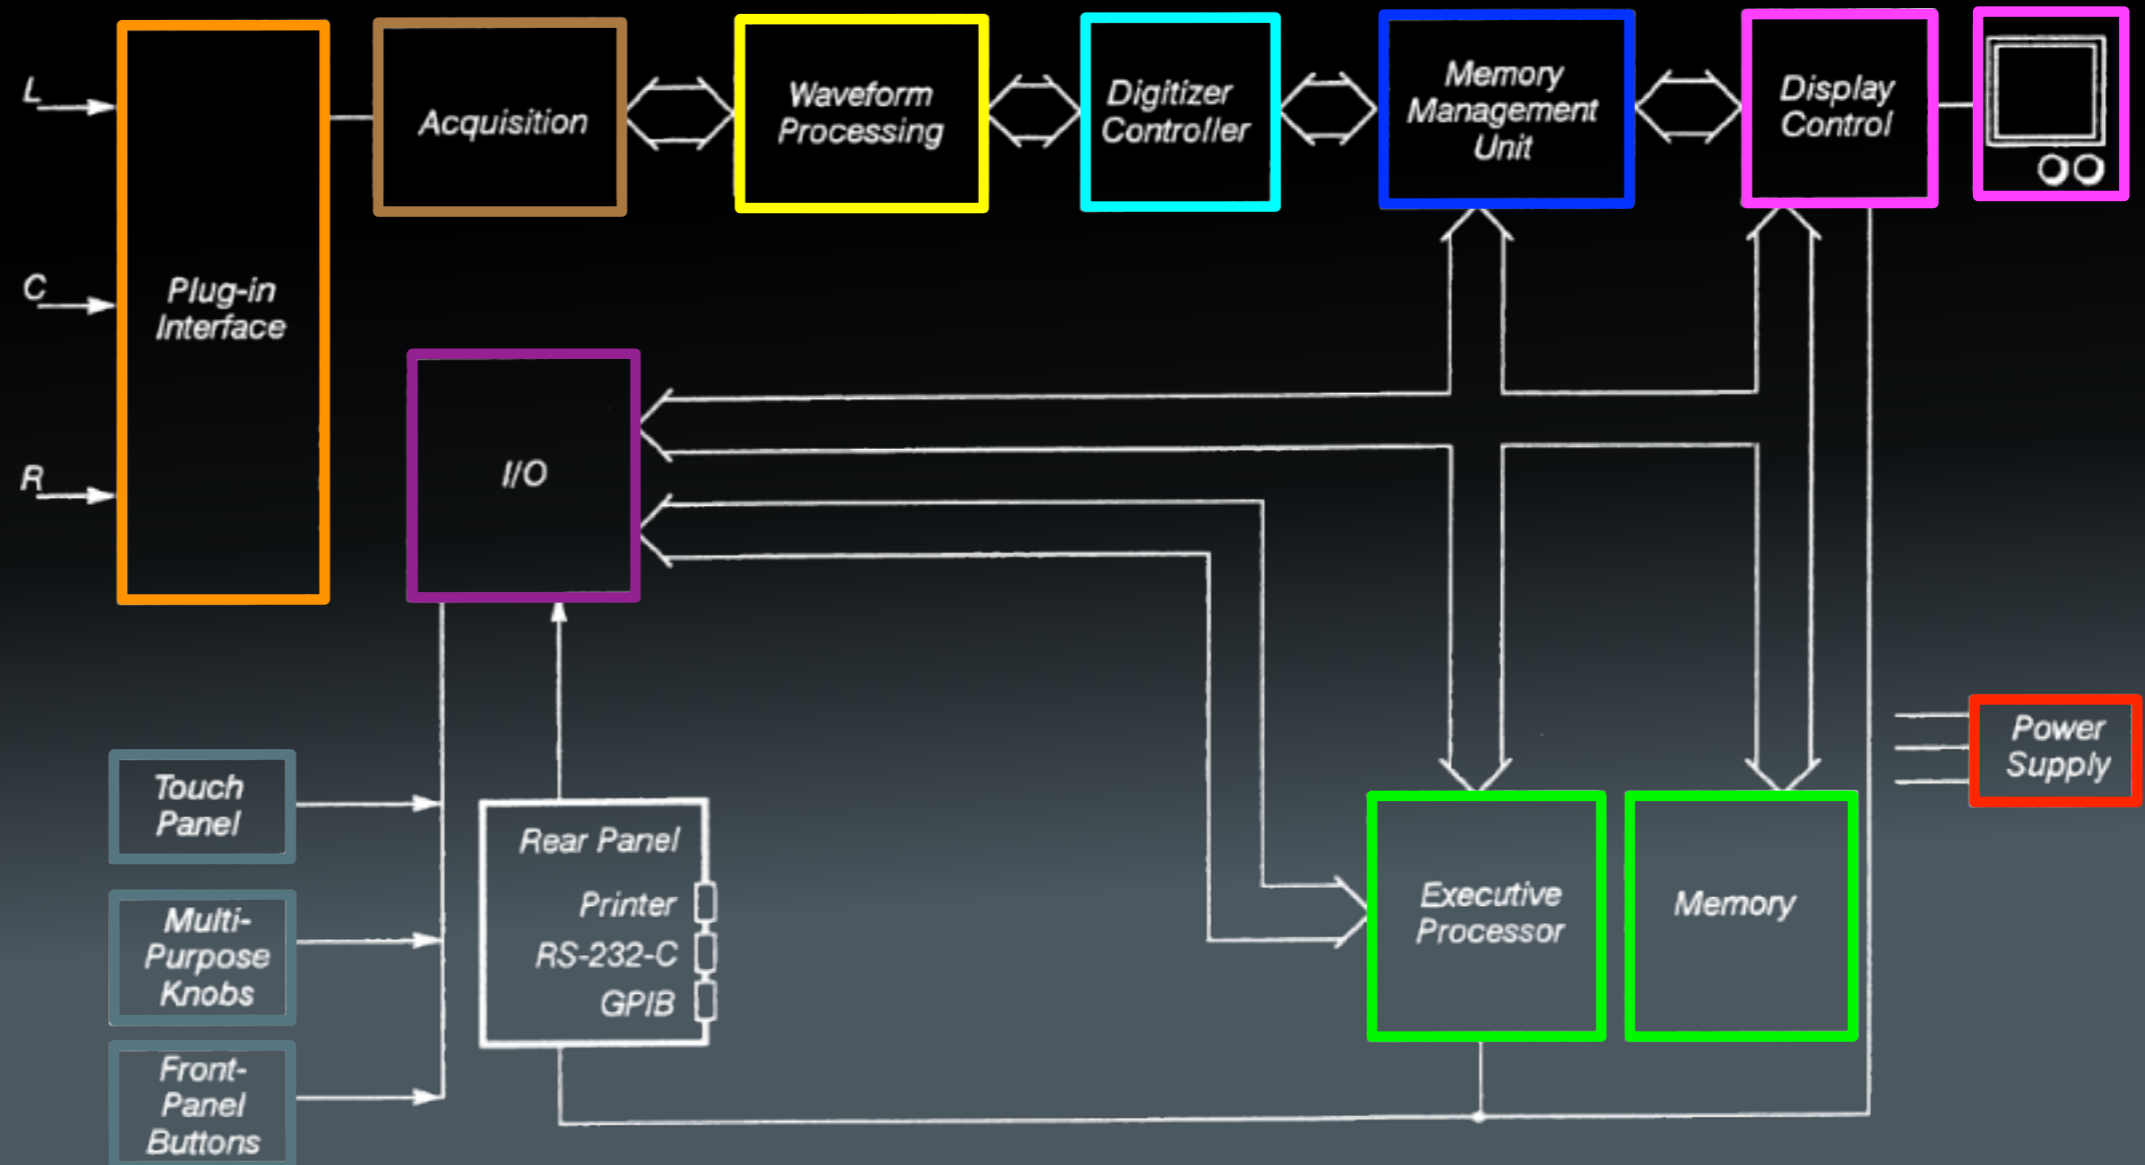 L
C
R
Plug-in
Interface
Acquisition
Waveform
Processing
Digitizer
Controller
Memory
Management
Unit
Display
Control
I/O
Touch
Panel
Multi-
Purpose
Knobs
Front-
Panel
Buttons
Rear Panel
Printer
RS-232-C
GPIB
Executive
Processor
Memory
Power
Supply